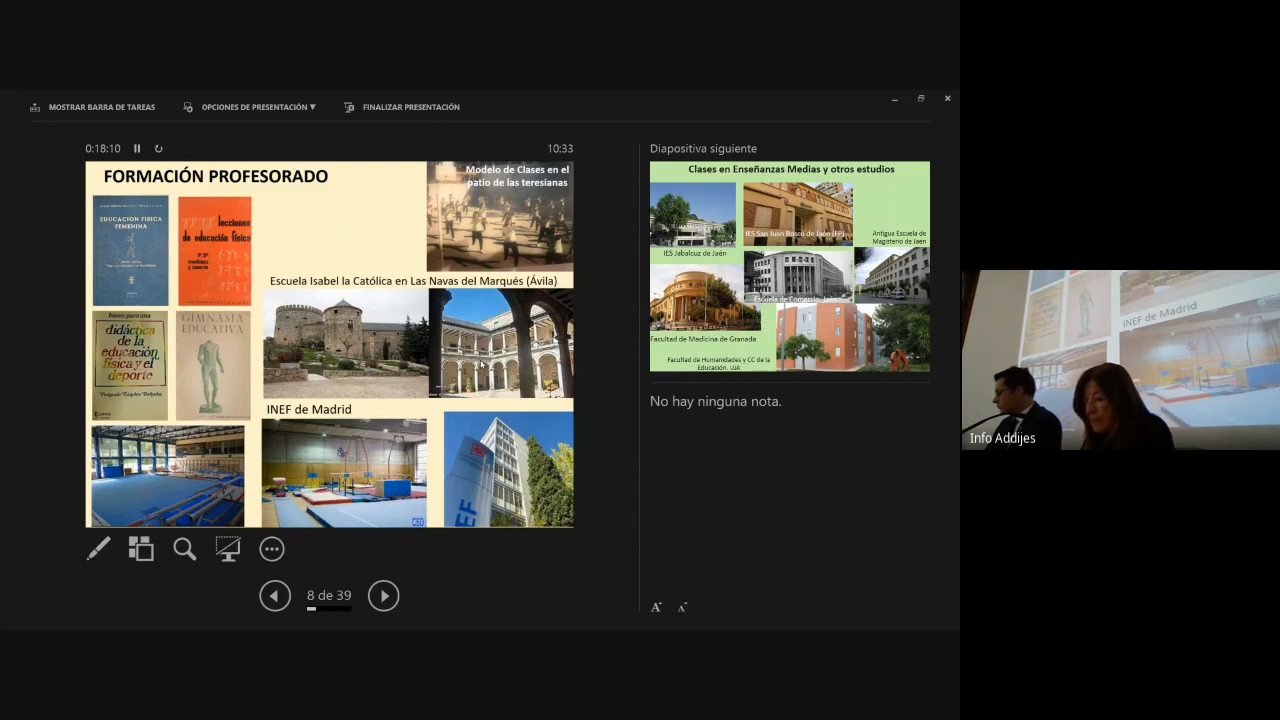 MOSTRAR BARRA DE TAREAS
OPCIONES DE PRESENTACIÓN ▼
FINALIZAR PRESENTACIÓN
0:18:10
10:33
Diapositiva siguiente
FORMACIÓN PROFESORADO
Modelo de Clases en el
patio de las teresianas
EDUCACION FISICA
FEMENINA
lecciones
de educación física
bases para una
didáctica
de la
educación
física y el
deporte
GIMNASIA
EDUCATIVA
Escuela Isabel la Católica en Las Navas del Marqués (Ávila)
INEF de Madrid
CSD
EF
Clases en Enseñanzas Medias y otros estudios
IES Jabalcuz de Jaén
IES San Juan Bosco de Jaén (FP)
Antigua Escuela de
Magisterio de Jaén
Escuela de Comercio. Jaén
Facultad de Medicina de Granada
Facultad de Humanidades y CC de la
Educación. UJA
No hay ninguna nota.
8 de 39
INEF de Madrid
Info Addijes